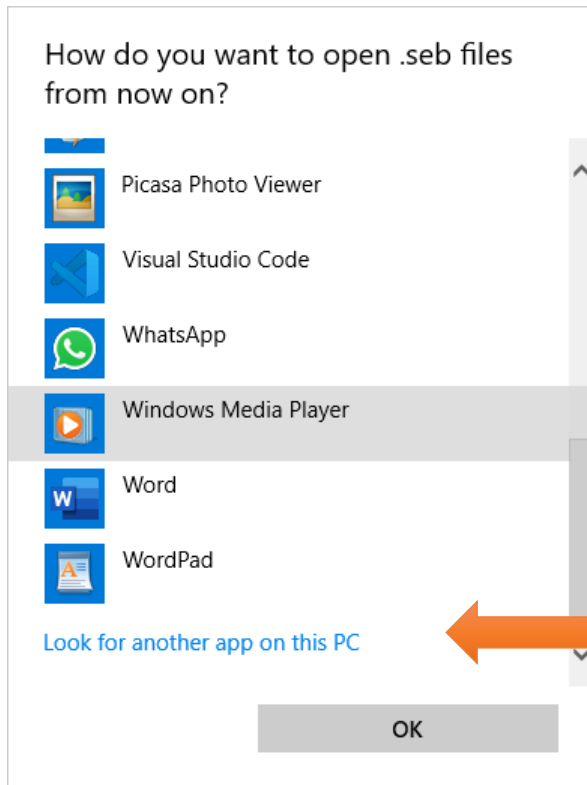 How do you want to open .seb files
from now on?
Picasa Photo Viewer
Visual Studio Code
WhatsApp
Windows Media Player
W
Word
A
WordPad
Look for another app on this PC
OK